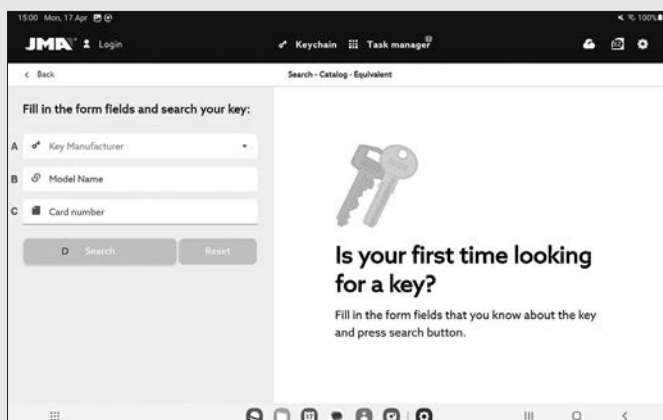 15:00 Mon, 17 Apr
100%
JMA Login
Keychain Task manager
< Back
Search - Catalog - Equivalent
Fill in the form fields and search your key:
A Key Manufacturer
B Model Name
C Card number
D Search Reset
Is your first time looking
for a key?
Fill in the form fields that you know about the key
and press search button.
17